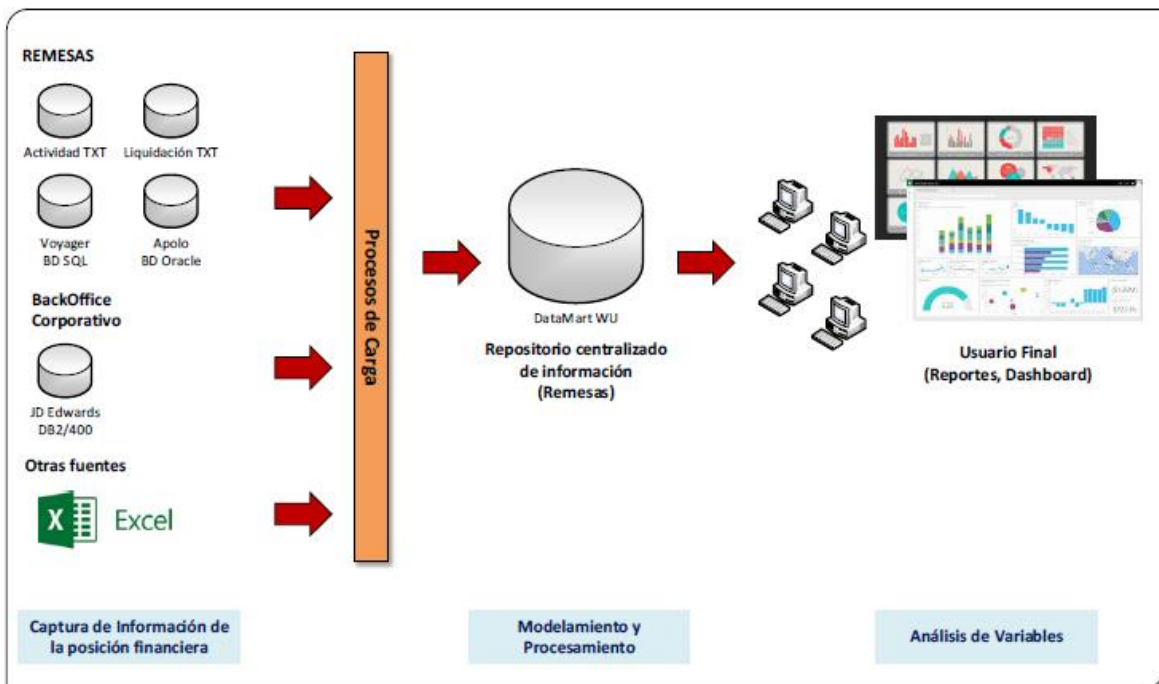 REMESAS
Actividad TXT
Liquidación TXT
Voyager
BD SQL
Apolo
BD Oracle
BackOffice
Corporativo
JD Edwards
DB2/400
Otras fuentes
X Excel
Procesos de Carga
DataMart WU
Repositorio centralizado
de información
(Remesas)
Usuario Final
(Reportes, Dashboard)
Captura de Información de
la posición financiera
Modelamiento y
Procesamiento
Análisis de Variables